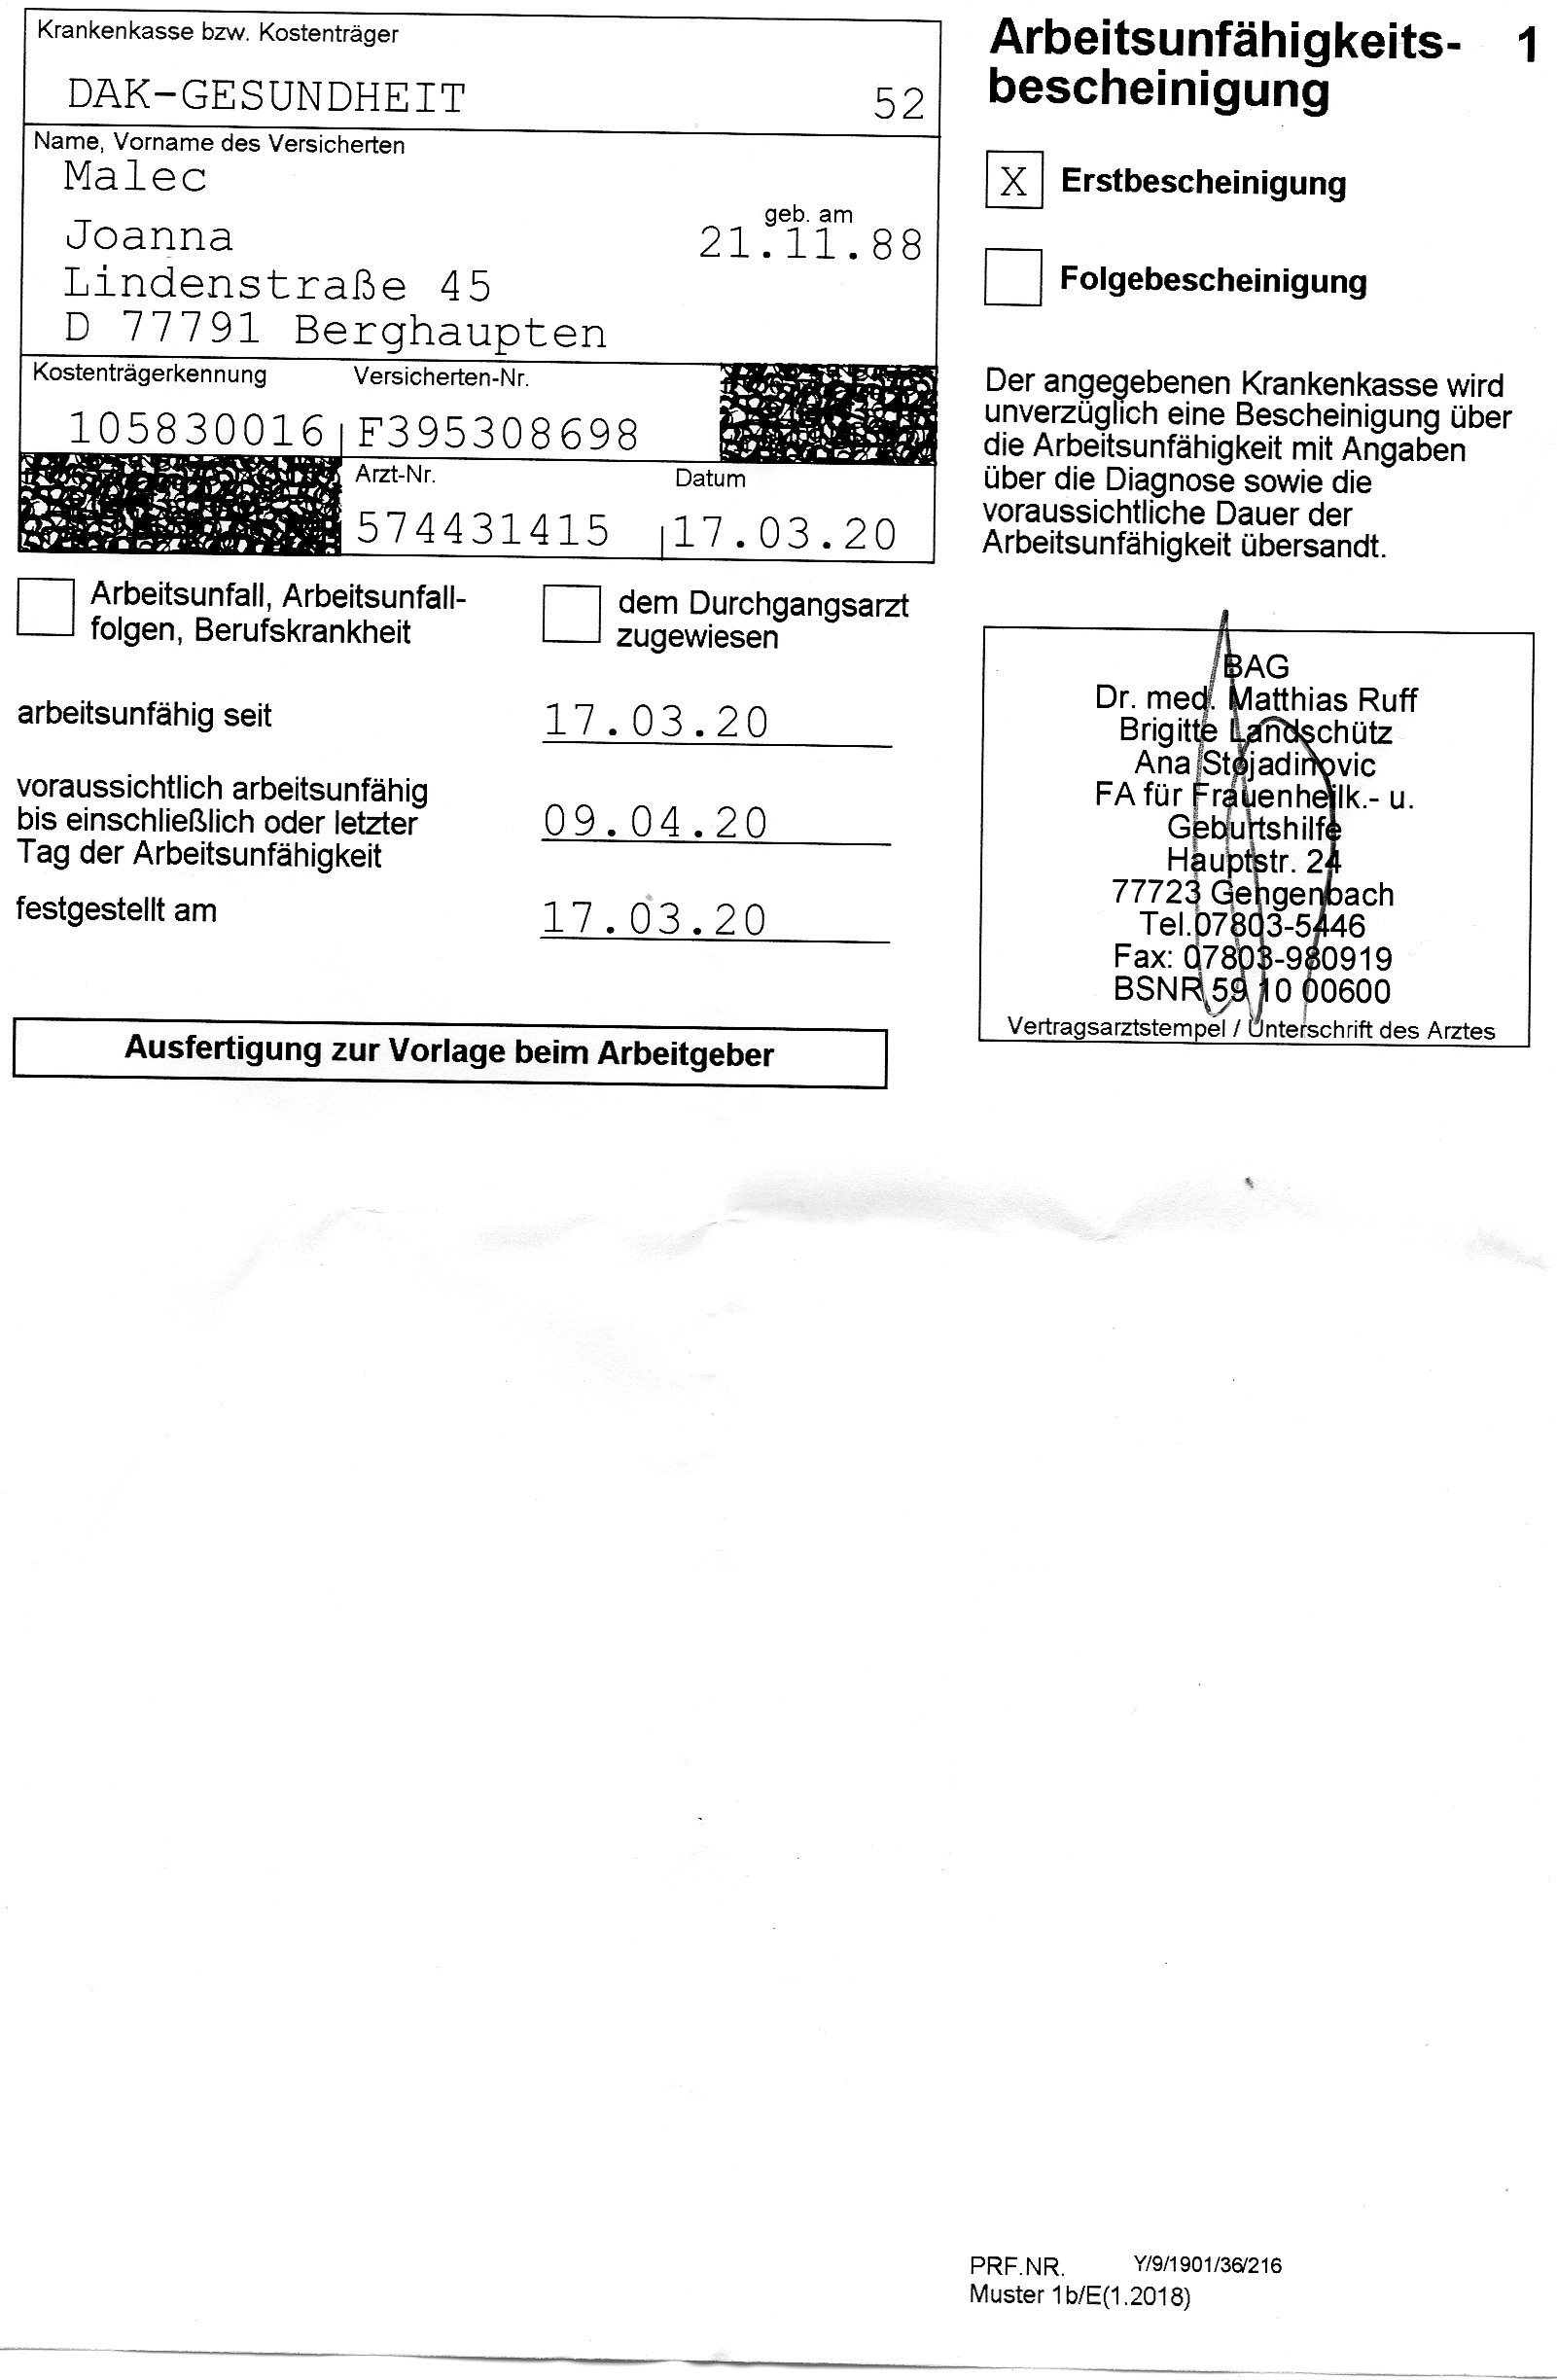 Krankenkasse bzw. Kostenträger
DAK-GESUNDHEIT 52
Name, Vorname des Versicherten
Malec
geb. am
Joanna 21.11.88
Lindenstraße 45
D 77791 Berghaupten
Kostenträgerkennung Versicherten-Nr.
105830016 F395308698
Arzt-Nr. Datum
574431415 17.03.20
Arbeitsunfähigkeits- 1
bescheinigung
X Erstbescheinigung
Folgebescheinigung
Der angegebenen Krankenkasse wird
unverzüglich eine Bescheinigung über
die Arbeitsunfähigkeit mit Angaben
über die Diagnose sowie die
voraussichtliche Dauer der
Arbeitsunfähigkeit übersandt.
Arbeitsunfall, Arbeitsunfall-
folgen, Berufskrankheit
dem Durchgangsarzt
zugewiesen
arbeitsunfähig seit 17.03.20
voraussichtlich arbeitsunfähig
bis einschließlich oder letzter 09.04.20
Tag der Arbeitsunfähigkeit
festgestellt am 17.03.20
BAG
Dr. med. Matthias Ruff
Brigitte Landschütz
Ana Stojadinovic
FA für Frauenheilk.- u.
Geburtshilfe
Hauptstr. 24
77723 Gengenbach
Tel.07803-5446
Fax: 07803-980919
BSNR 59 10 00600
Vertragsarztstempel / Unterschrift des Arztes
Ausfertigung zur Vorlage beim Arbeitgeber
PRF.NR. Y/9/1901/36/216
Muster 1b/E(1.2018)